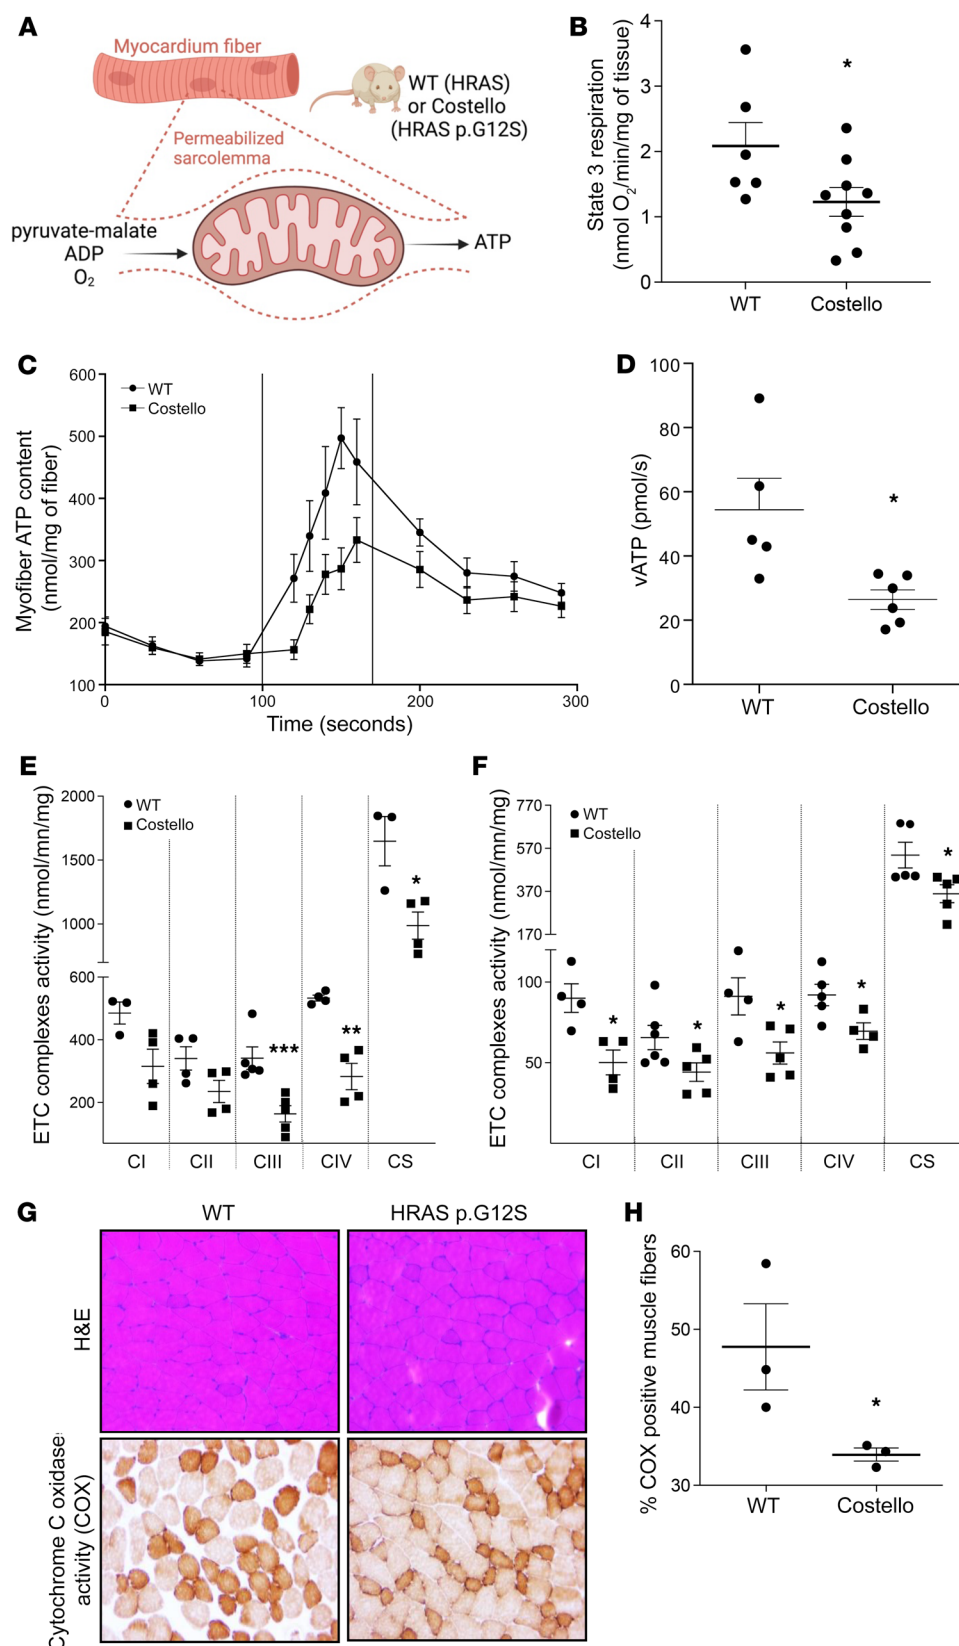 A
Myocardium fiber
WT (HRAS)
or Costello
(HRAS p.G12S)
Permeabilized
sarcolemma
pyruvate-malate
ADP
O2
ATP
B
State 3 respiration
(nmol O2/min/mg of tissue)
4
3
2
1
0
*
WT
Costello
C
Myofiber ATP content
(nmol/mg of fiber)
600
500
400
300
200
100
WT
Costello
0
100
200
300
Time (seconds)
D
vATP (pmol/s)
100
80
60
40
20
0
*
WT
Costello
E
ETC complexes activity (nmol/mn/mg)
2000
1500
1000
600
400
200
WT
Costello
***
**
*
CI
CII
CIII
CIV
CS
F
ETC complexes activity (nmol/mn/mg)
770
570
370
170
100
50
WT
Costello
*
*
*
*
*
CI
CII
CIII
CIV
CS
G
WT
HRAS p.G12S
H&E
Cytochrome C oxidase
activity (COX)
H
% COX positive muscle fibers
60
50
40
30
*
WT
Costello